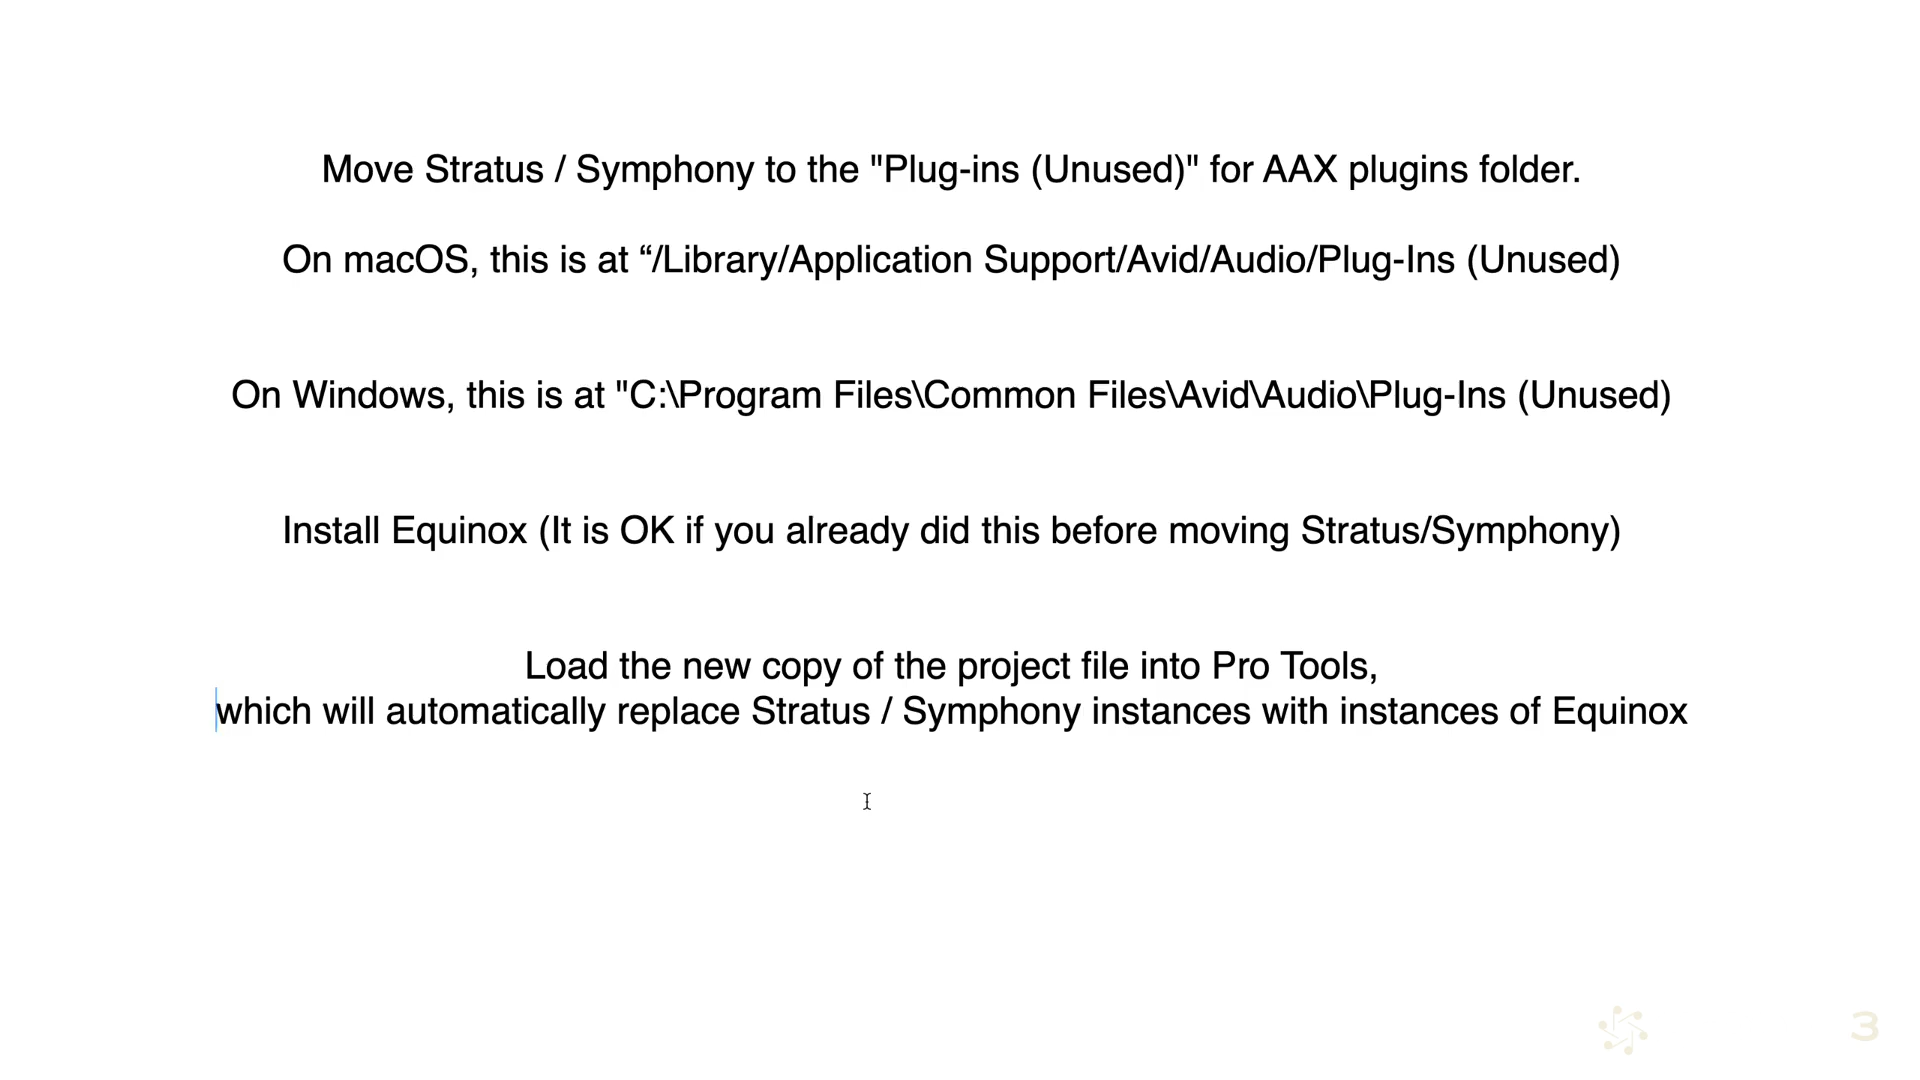 Move Stratus / Symphony to the "Plug-ins (Unused)" for AAX plugins folder.
On macOS, this is at “/Library/Application Support/Avid/Audio/Plug-Ins (Unused)
On Windows, this is at "C:\Program Files\Common Files\Avid\Audio\Plug-Ins (Unused)
Install Equinox (It is OK if you already did this before moving Stratus/Symphony)
Load the new copy of the project file into Pro Tools,
which will automatically replace Stratus / Symphony instances with instances of Equinox
3